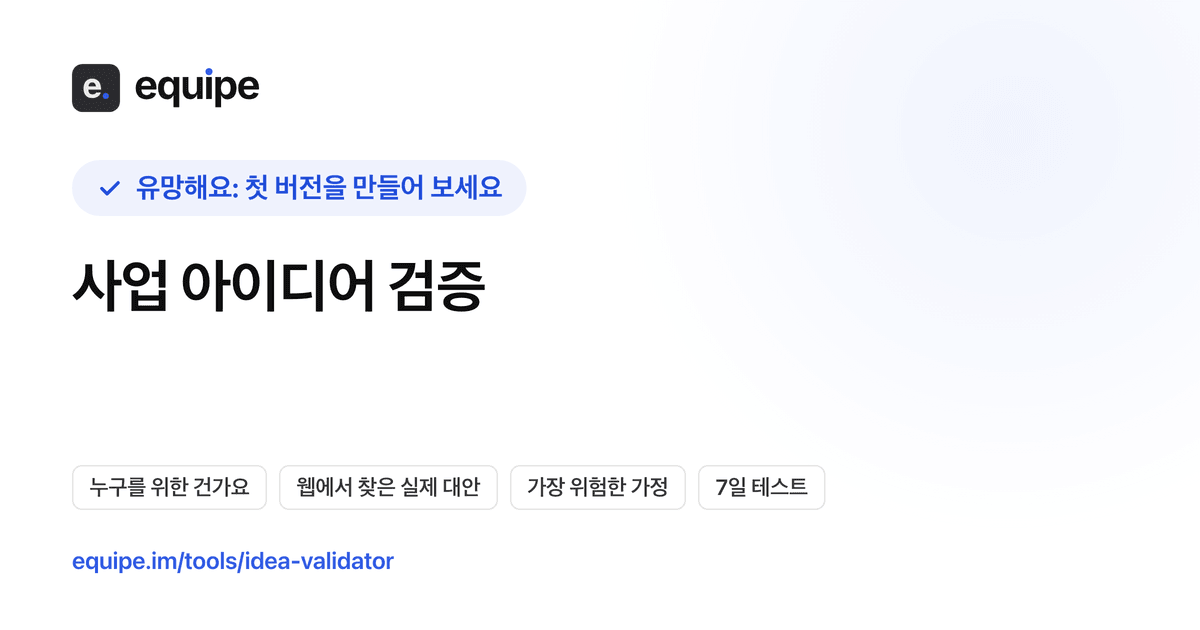 e. equipe
유망해요: 첫 버전을 만들어 보세요
사업 아이디어 검증
누구를 위한 건가요 웹에서 찾은 실제 대안 가장 위험한 가정 7일 테스트
equipe.im/tools/idea-validator